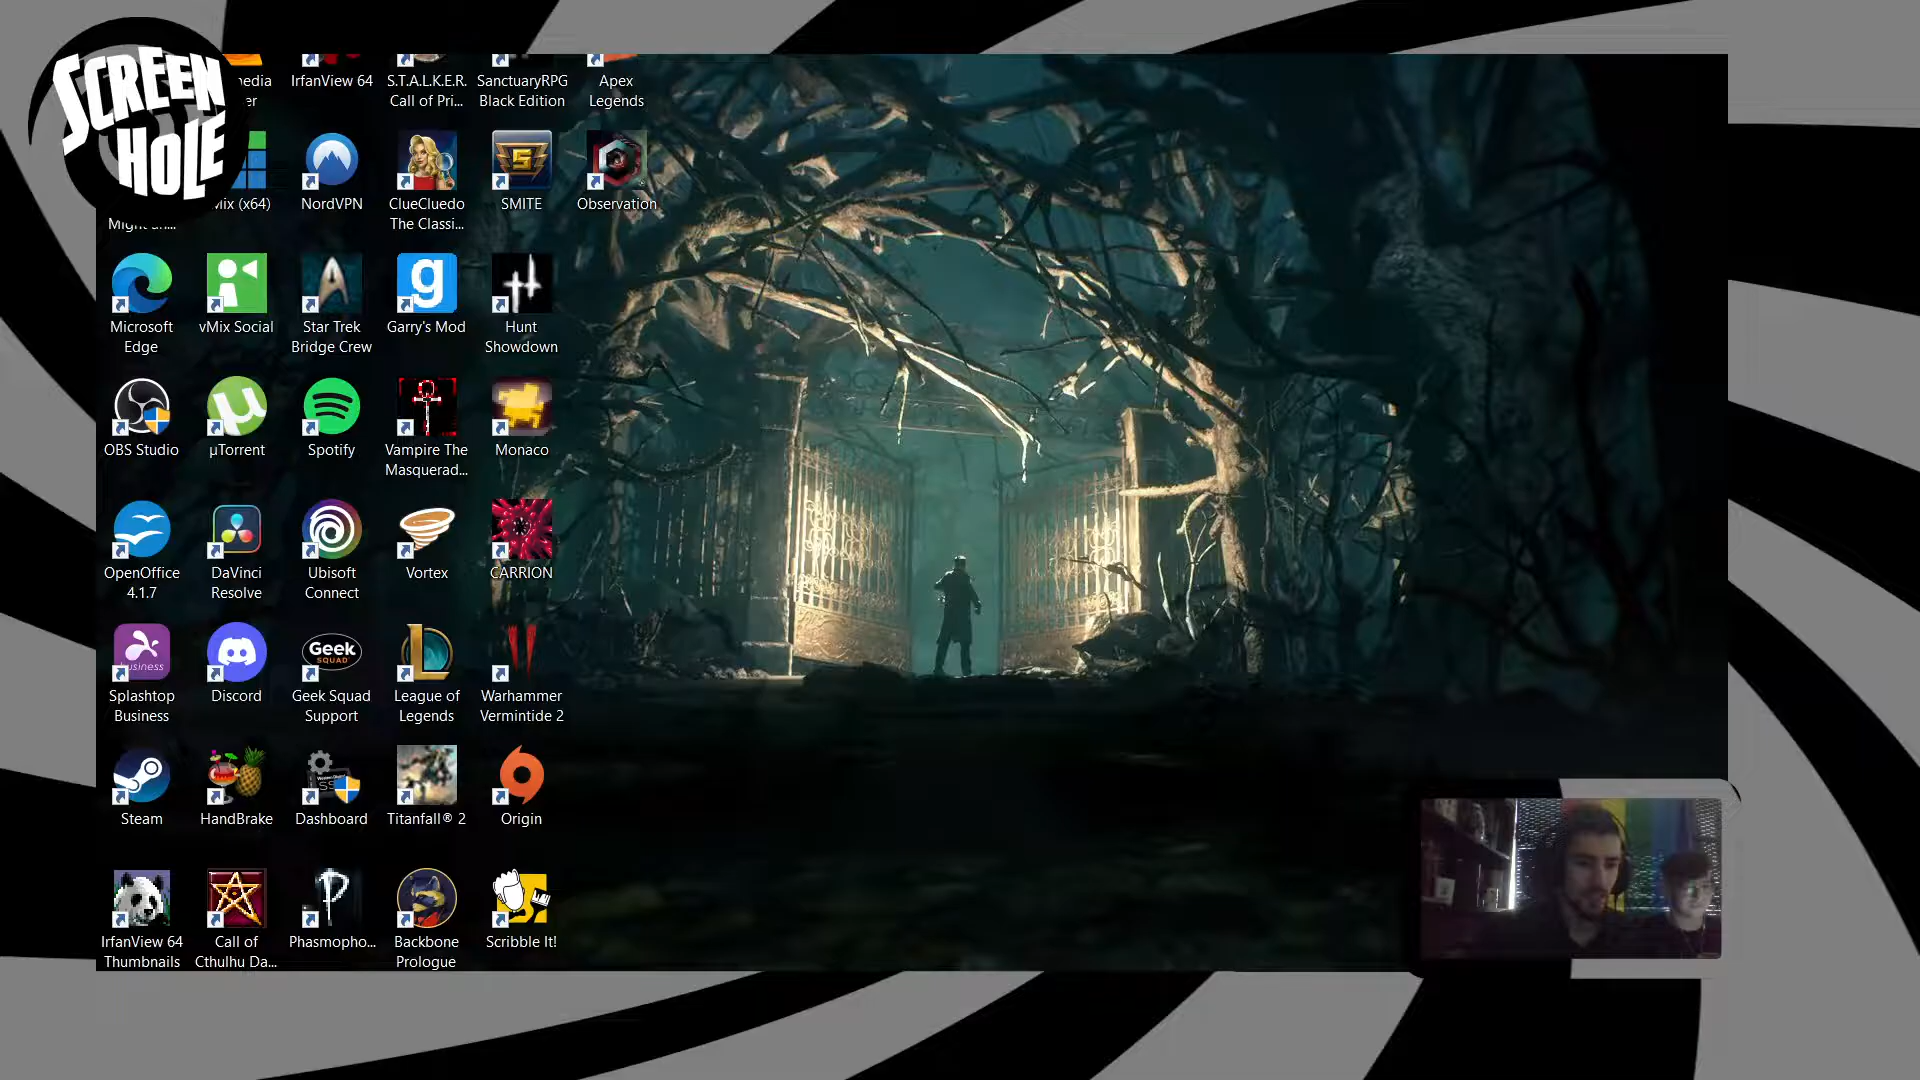 SCREEN
HOLE
IrfanView 64
S.T.A.L.K.E.R.
Call of Pri...
SanctuaryRPG
Black Edition
Apex
Legends
NordVPN
ClueCluedo
The Classi...
SMITE
Observation
Microsoft
Edge
vMix Social
Star Trek
Bridge Crew
Garry's Mod
Hunt
Showdown
OBS Studio
µTorrent
Spotify
Vampire The
Masquerad...
Monaco
OpenOffice
4.1.7
DaVinci
Resolve
Ubisoft
Connect
Vortex
CARRION
business
Splashtop
Business
Discord
Geek
SQUAD
Geek Squad
Support
League of
Legends
Warhammer
Vermintide 2
Steam
HandBrake
Dashboard
Titanfall® 2
Origin
IrfanView 64
Thumbnails
Call of
Cthulhu Da...
Phasmopho...
Backbone
Prologue
Scribble It!